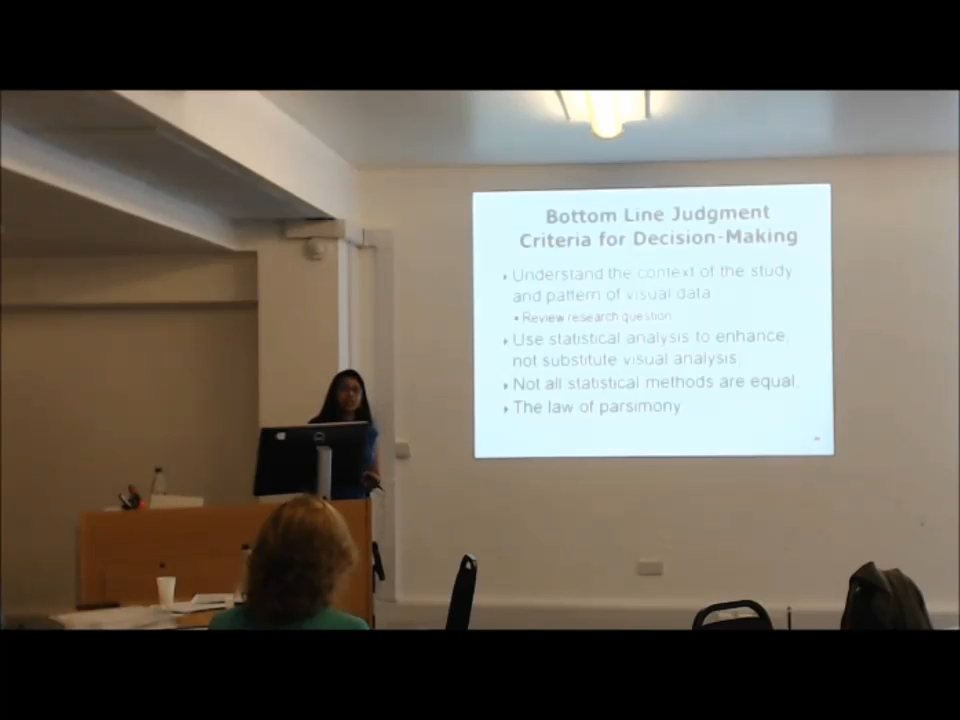 Bottom Line Judgment
Criteria for Decision-Making
Understand the context of the study
and pattern of visual data
Review research question
Use statistical analysis to enhance,
not substitute visual analysis.
Not all statistical methods are equal.
The law of parsimony